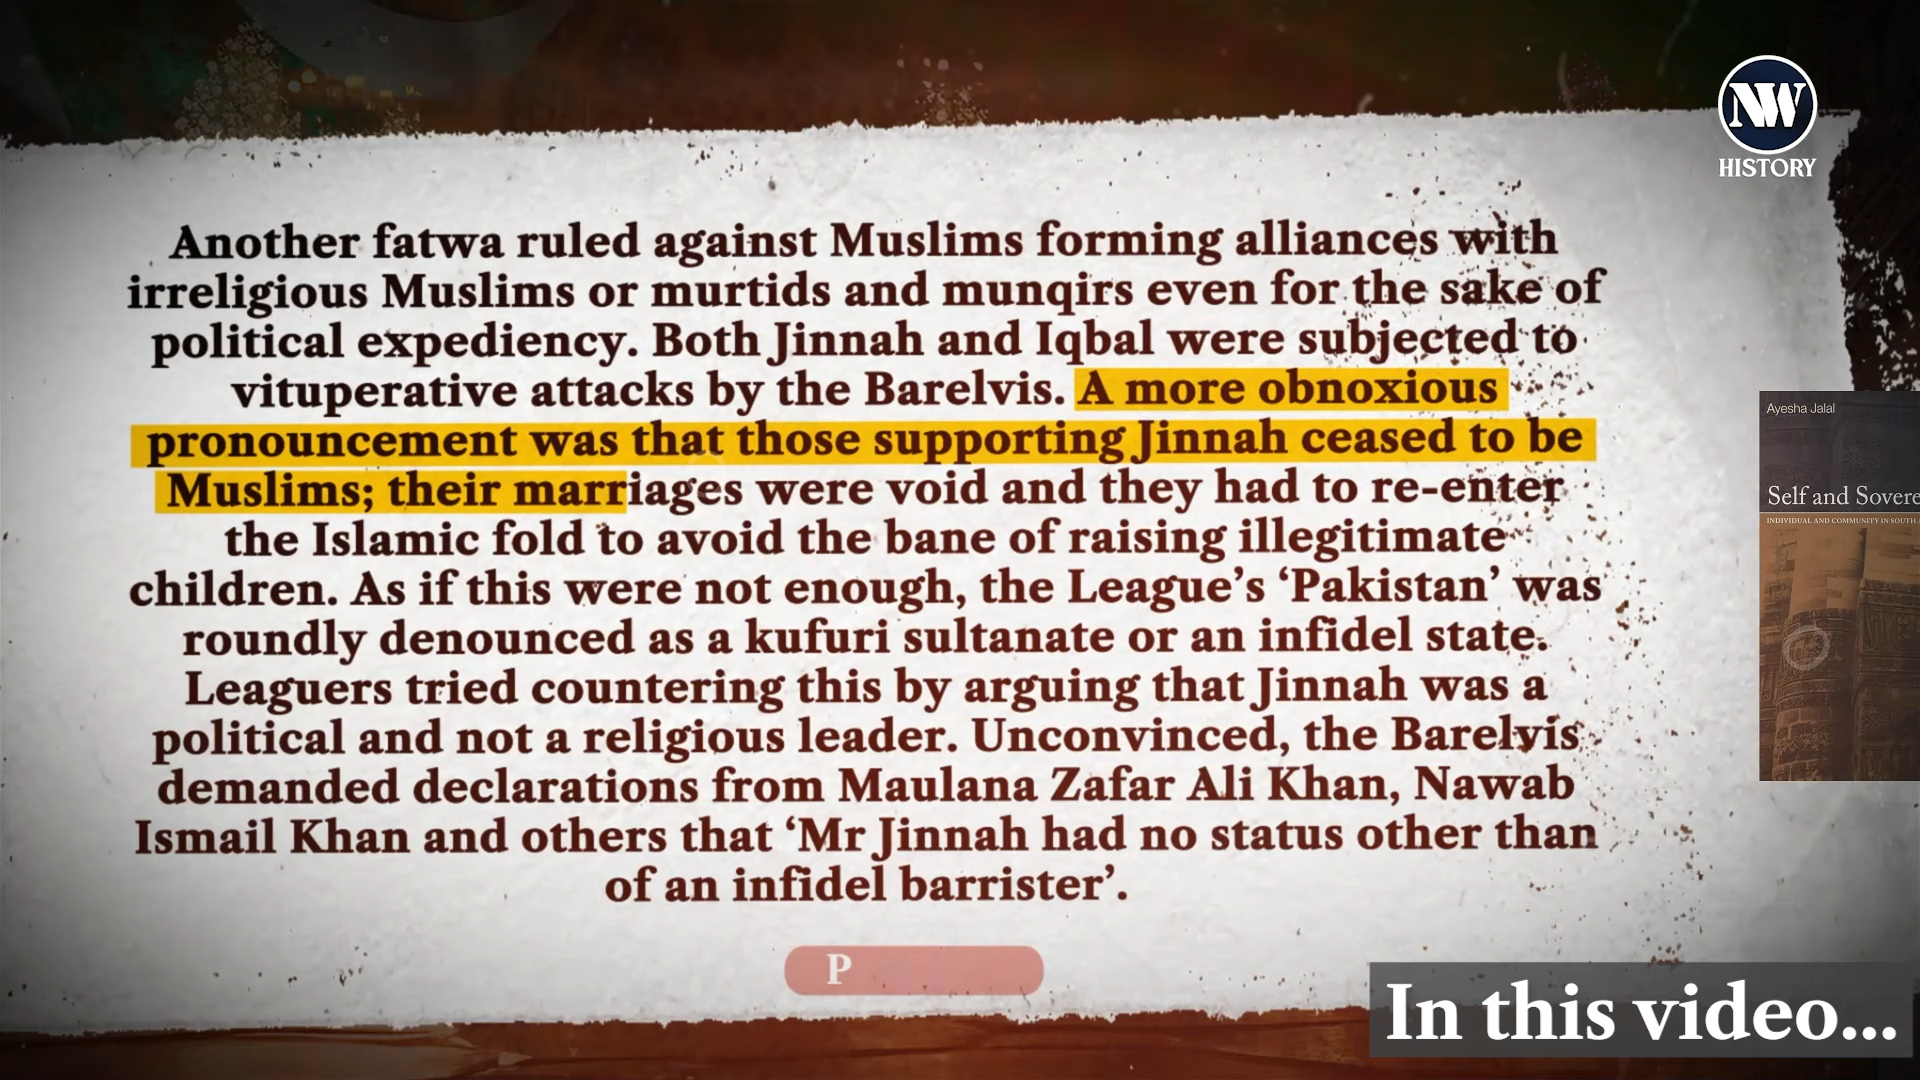 NW
HISTORY
Another fatwa ruled against Muslims forming alliances with
irreligious Muslims or murtids and munqirs even for the sake of
political expediency. Both Jinnah and Iqbal were subjected to
vituperative attacks by the Barelvis. A more obnoxious
pronouncement was that those supporting Jinnah ceased to be
Muslims; their marriages were void and they had to re-enter
the Islamic fold to avoid the bane of raising illegitimate
children. As if this were not enough, the League’s ‘Pakistan’ was
roundly denounced as a kufuri sultanate or an infidel state.
Leaguers tried countering this by arguing that Jinnah was a
political and not a religious leader. Unconvinced, the Barelvis
demanded declarations from Maulana Zafar Ali Khan, Nawab
Ismail Khan and others that ‘Mr Jinnah had no status other than
of an infidel barrister’.
P
Ayesha Jalal
Self and Sovere
INDIVIDUAL AND COMMUNITY IN SOUTH A
In this video...